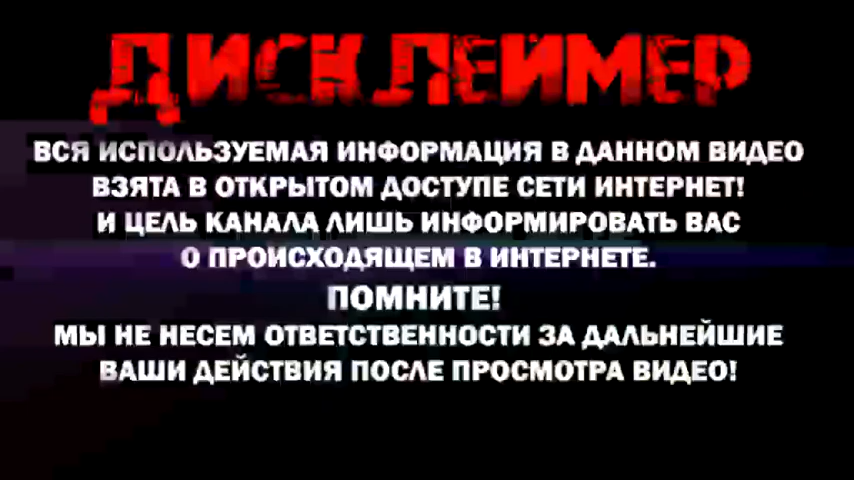 ДИСКЛЕЙМЕР
ВСЯ ИСПОЛЬЗУЕМАЯ ИНФОРМАЦИЯ В ДАННОМ ВИДЕО
ВЗЯТА В ОТКРЫТОМ ДОСТУПЕ СЕТИ ИНТЕРНЕТ!
И ЦЕЛЬ КАНАЛА ЛИШЬ ИНФОРМИРОВАТЬ ВАС
О ПРОИСХОДЯЩЕМ В ИНТЕРНЕТЕ.
ПОМНИТЕ!
МЫ НЕ НЕСЕМ ОТВЕТСТВЕННОСТИ ЗА ДАЛЬНЕЙШИЕ
ВАШИ ДЕЙСТВИЯ ПОСЛЕ ПРОСМОТРА ВИДЕО!